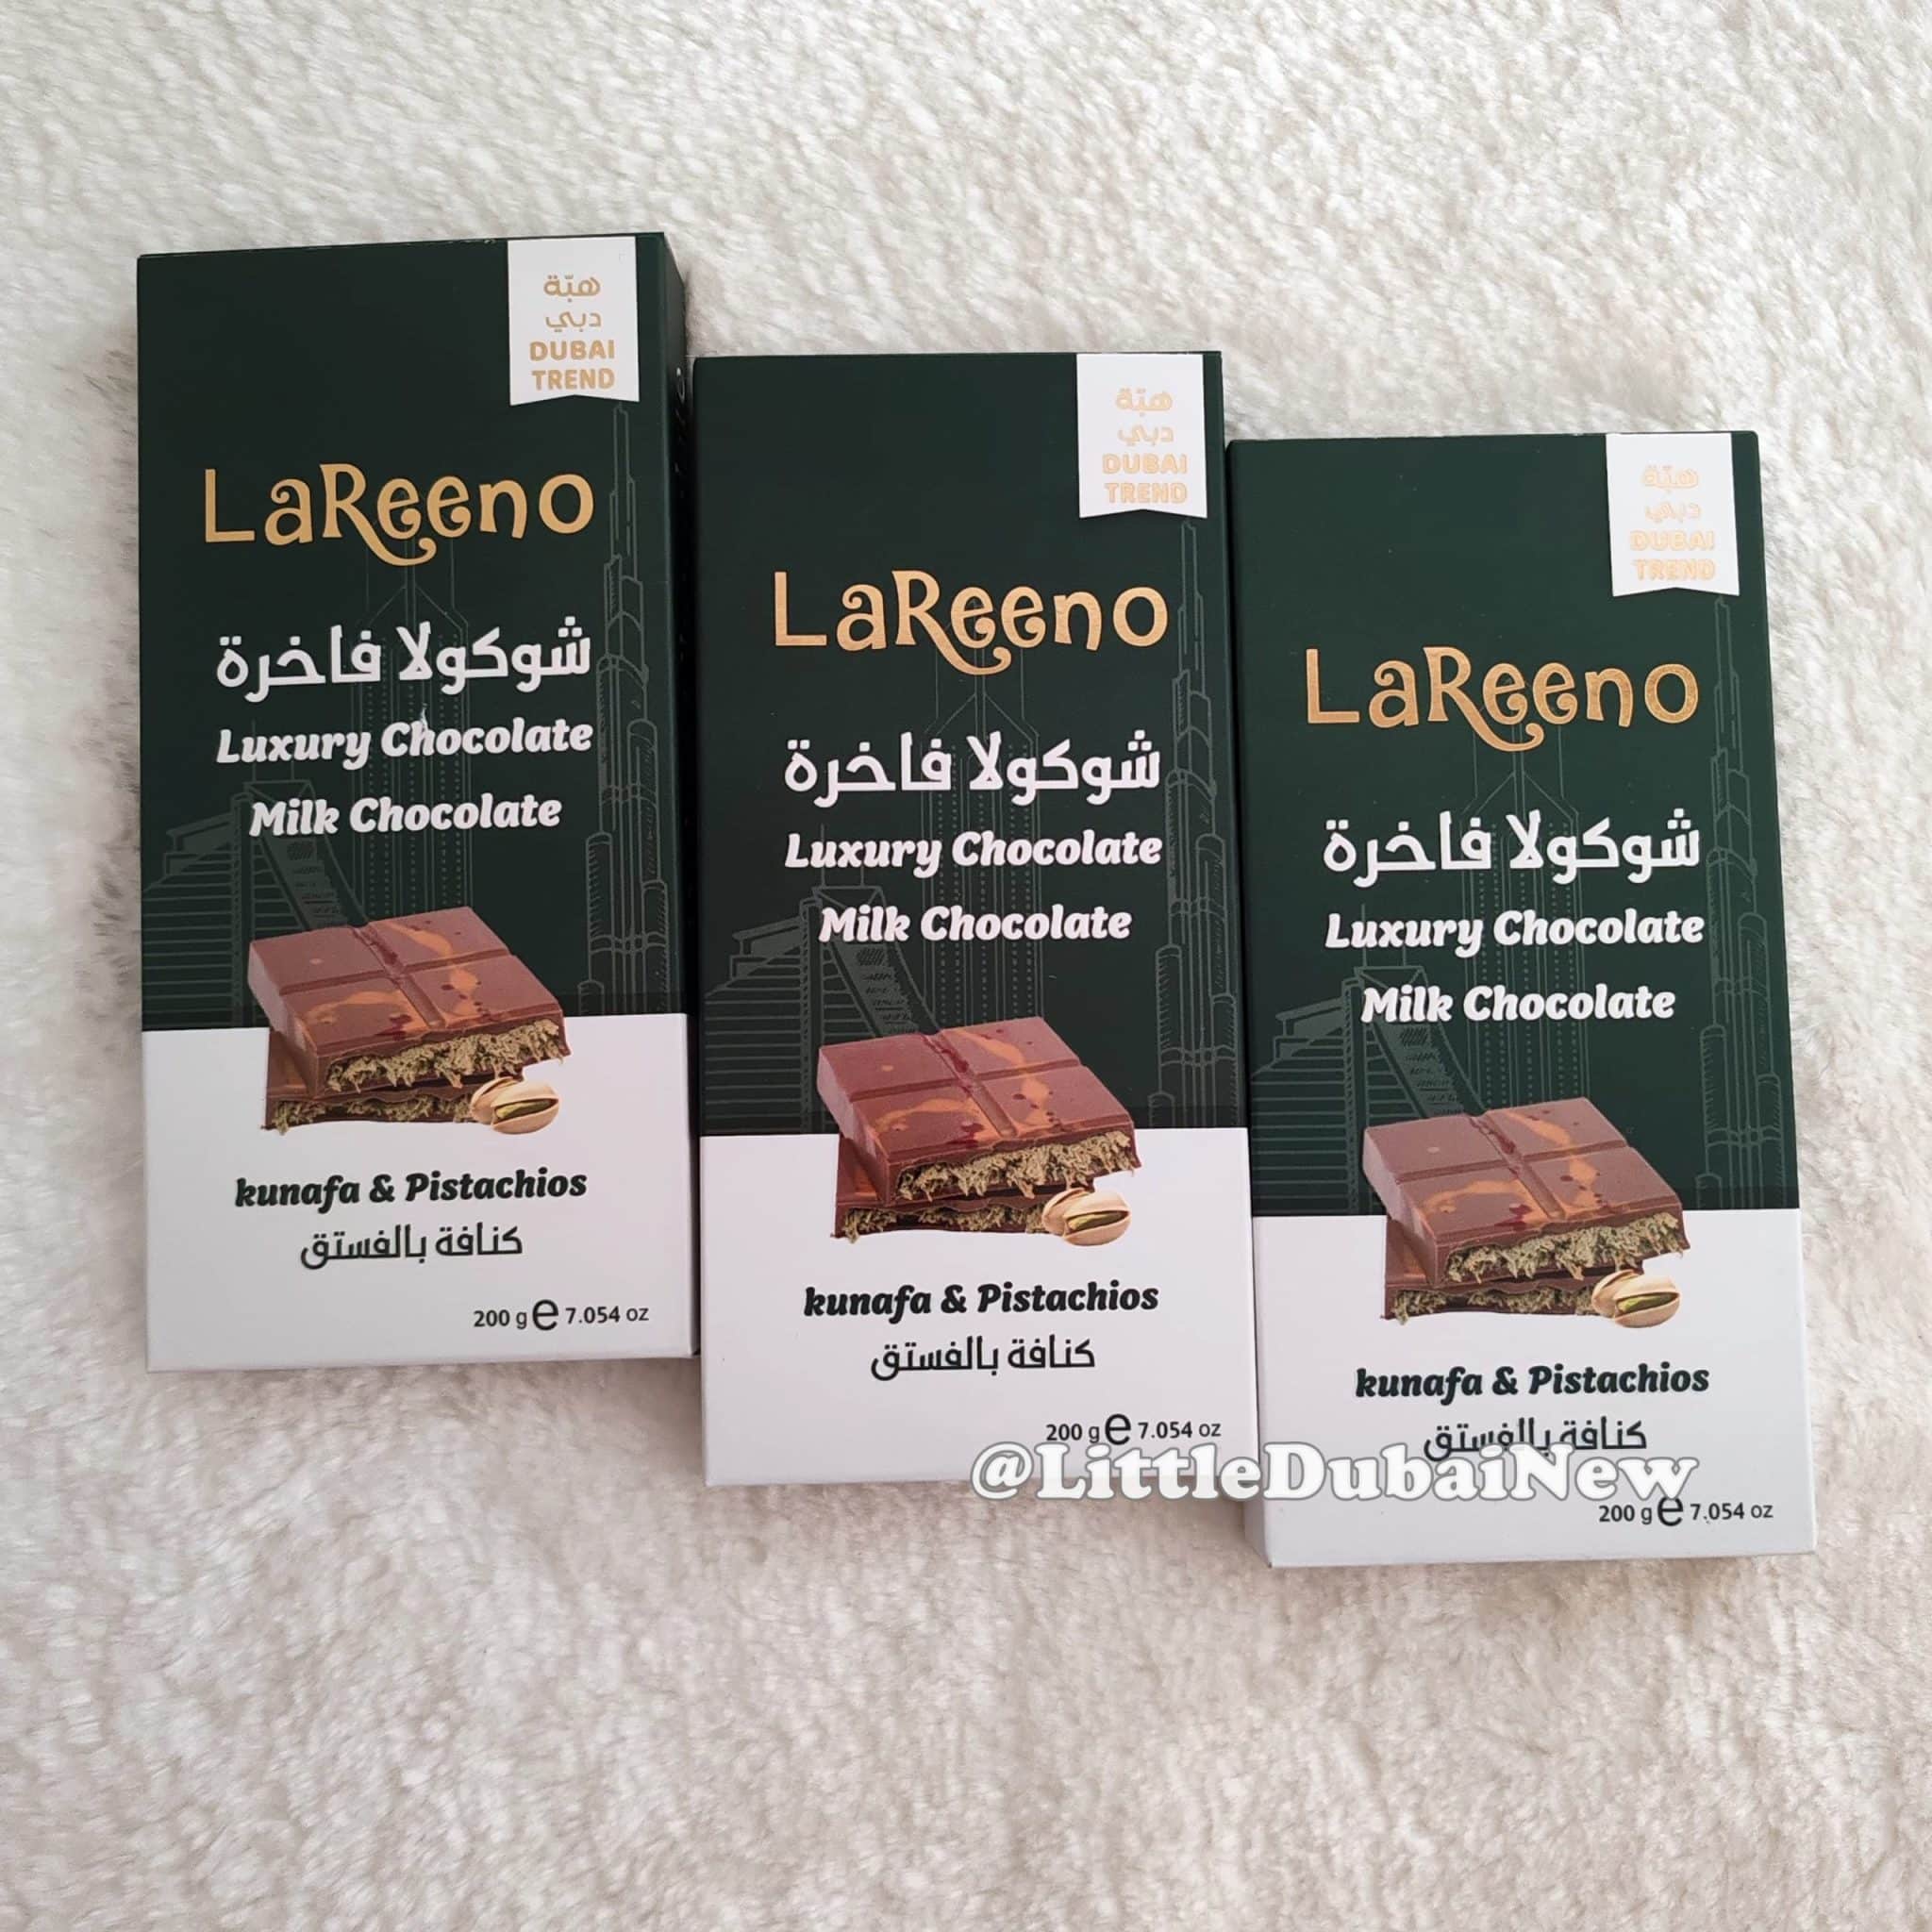 هبّة
دبي
DUBAI
TREND
LaReeno
شوكولا فاخرة
Luxury Chocolate
Milk Chocolate
kunafa & Pistachios
كنافة بالفستق
200 g e 7.054 oz
هبّة
دبي
DUBAI
TREND
LaReeno
شوكولا فاخرة
Luxury Chocolate
Milk Chocolate
kunafa & Pistachios
كنافة بالفستق
200 g e 7.054 oz
هبّة
دبي
DUBAI
TREND
LaReeno
شوكولا فاخرة
Luxury Chocolate
Milk Chocolate
kunafa & Pistachios
كنافة بالفستق
@LittleDubaiNew
200 g e 7.054 oz